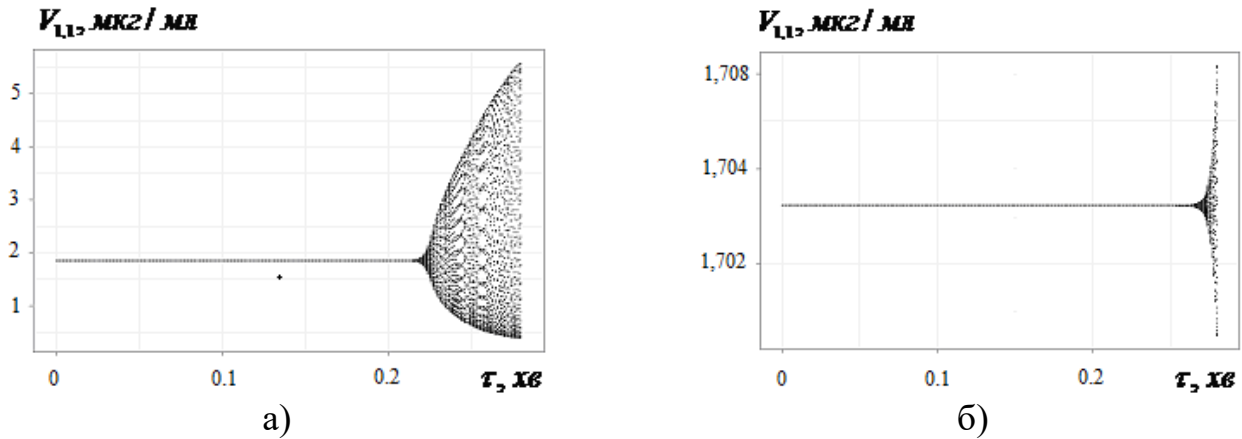 V₁,₁, мкг / мл
5
4
3
2
1
0 0.1 0.2 τ, хв
а)
V₁,₁, мкг / мл
1,708
1,704
1,702
0 0.1 0.2 τ, хв
б)